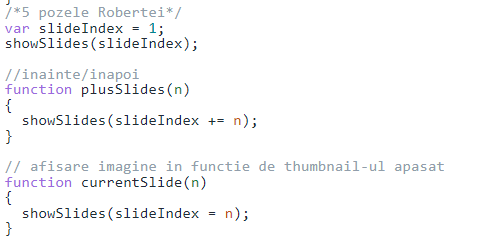 /*5 pozele Robertei*/
var slideIndex = 1;
showSlides(slideIndex);
//inainte/inapoi
function plusSlides(n)
{
  showSlides(slideIndex += n);
}
// afisare imagine in functie de thumbnail-ul apasat
function currentSlide(n)
{
  showSlides(slideIndex = n);
}